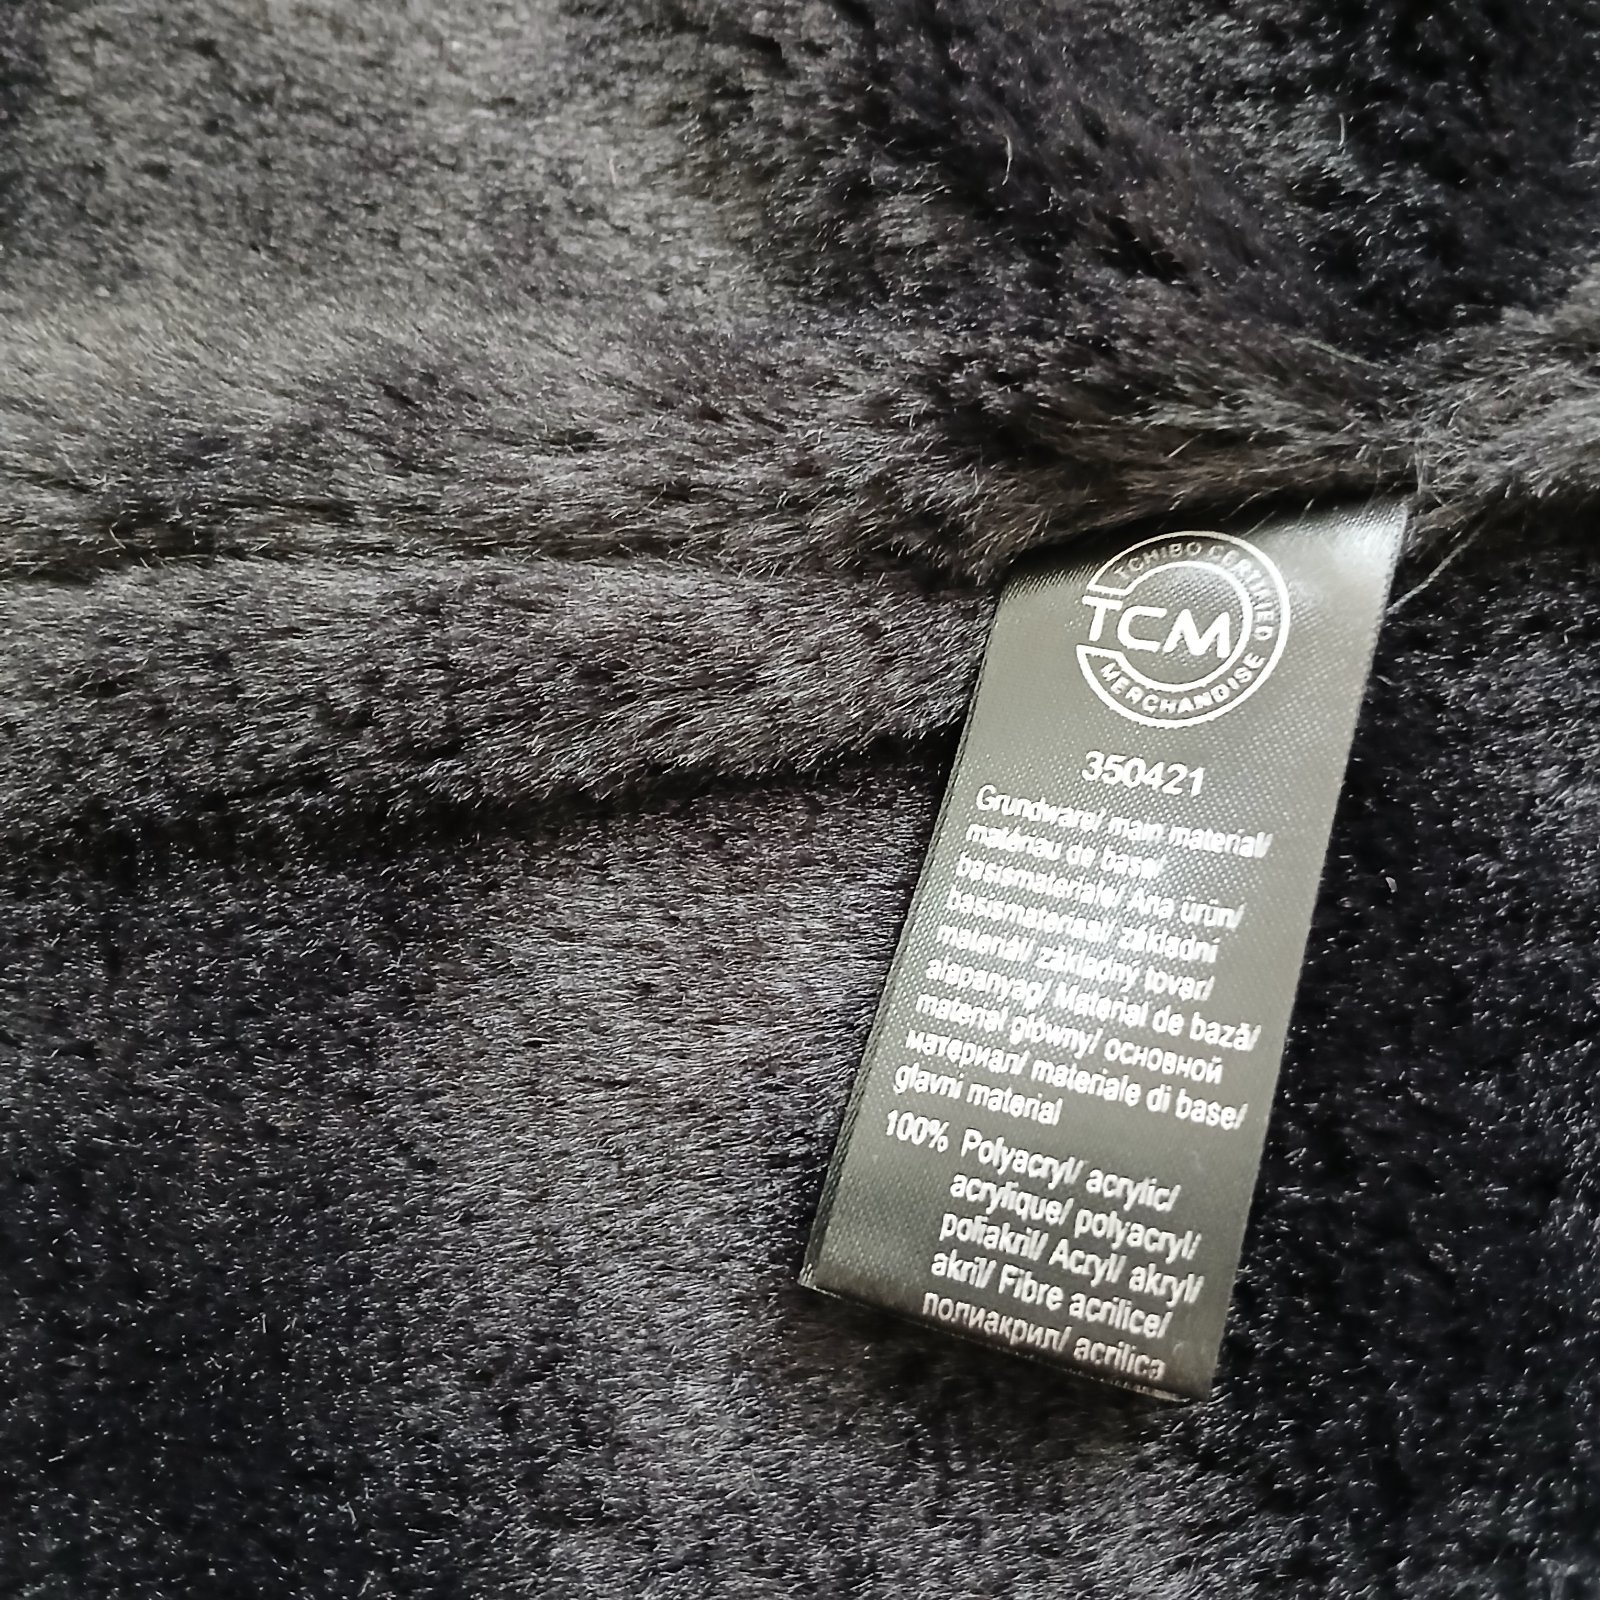 TCHIBO CERTIFIED
TCM
MERCHANDISE
350421
Grundware/ main material/
matériau de base/
basismateriale/ Ana ürün/
basismateriaal/ základní
materiál/ základný tovar/
alapanyag/ Material de bază/
materiał główny/ основной
материал/ materiale di base/
glavni material
100% Polyacryl/ acrylic/
acrylique/ polyacryl/
poliakril/ Acryl/ akryl/
akril/ Fibre acrilice/
полиакрил/ acrilica